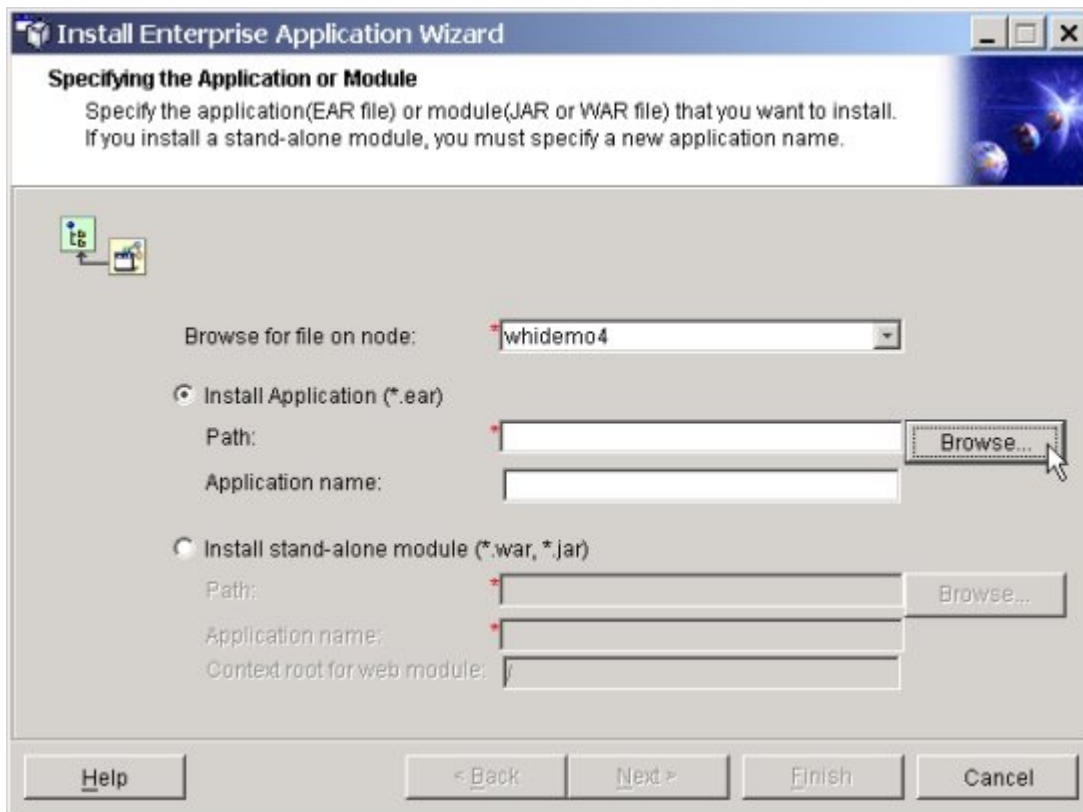 Install Enterprise Application Wizard
Specifying the Application or Module
Specify the application(EAR file) or module(JAR or WAR file) that you want to install.
If you install a stand-alone module, you must specify a new application name.
Browse for file on node: *whidemo4
Install Application (*.ear)
Path: * Browse...
Application name:
Install stand-alone module (*.war, *.jar)
Path: * Browse...
Application name: *
Context root for web module: /
Help < Back Next > Finish Cancel